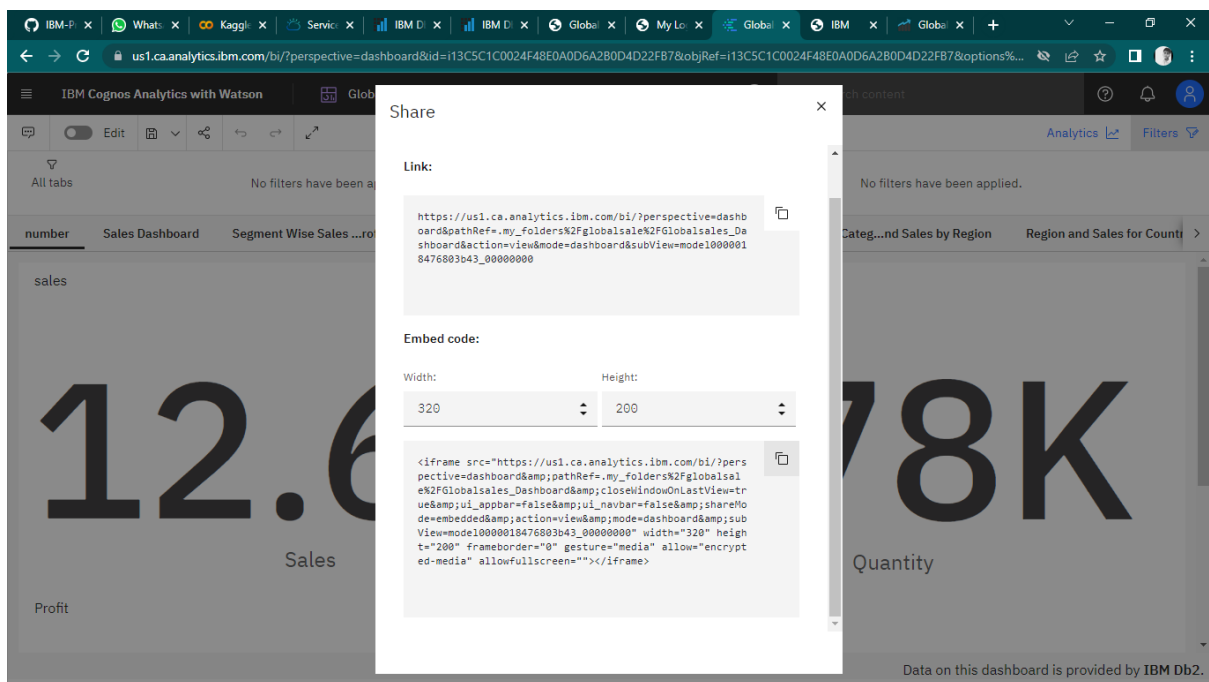 IBM-P
Whats
Kaggle
Service
IBM D
IBM D
Global
My Lo
Global
IBM
Global
us1.ca.analytics.ibm.com/bi/?perspective=dashboard&id=i13C5C1C0024F48E0A0D6A2B0D4D22FB7&objRef=i13C5C1C0024F48E0A0D6A2B0D4D22FB7&options%...
IBM Cognos Analytics with Watson
Glob
rch content
Share
Edit
Analytics
Filters
All tabs
No filters have been a
No filters have been applied.
number
Sales Dashboard
Segment Wise Sales ...ro
Categ...nd Sales by Region
Region and Sales for Count
Link:
https://us1.ca.analytics.ibm.com/bi/?perspective=dashb
oard&pathRef=.my_folders%2Fglobalsale%2FGlobalsales_Da
shboard&action=view&mode=dashboard&subView=model000001
8476803b43_00000000
Embed code:
Width:
Height:
320
200
<iframe src="https://us1.ca.analytics.ibm.com/bi/?pers
pective=dashboard&amp;pathRef=.my_folders%2Fglobalsal
e%2FGlobalsales_Dashboard&amp;closeWindowOnLastView=tr
ue&amp;ui_appbar=false&amp;ui_navbar=false&amp;shareMo
de=embedded&amp;action=view&amp;mode=dashboard&amp;sub
View=model0000018476803b43_00000000" width="320" heigh
t="200" frameborder="0" gesture="media" allow="encrypt
ed-media" allowfullscreen=""></iframe>
sales
12.6
78K
Sales
Quantity
Profit
Data on this dashboard is provided by IBM Db2.